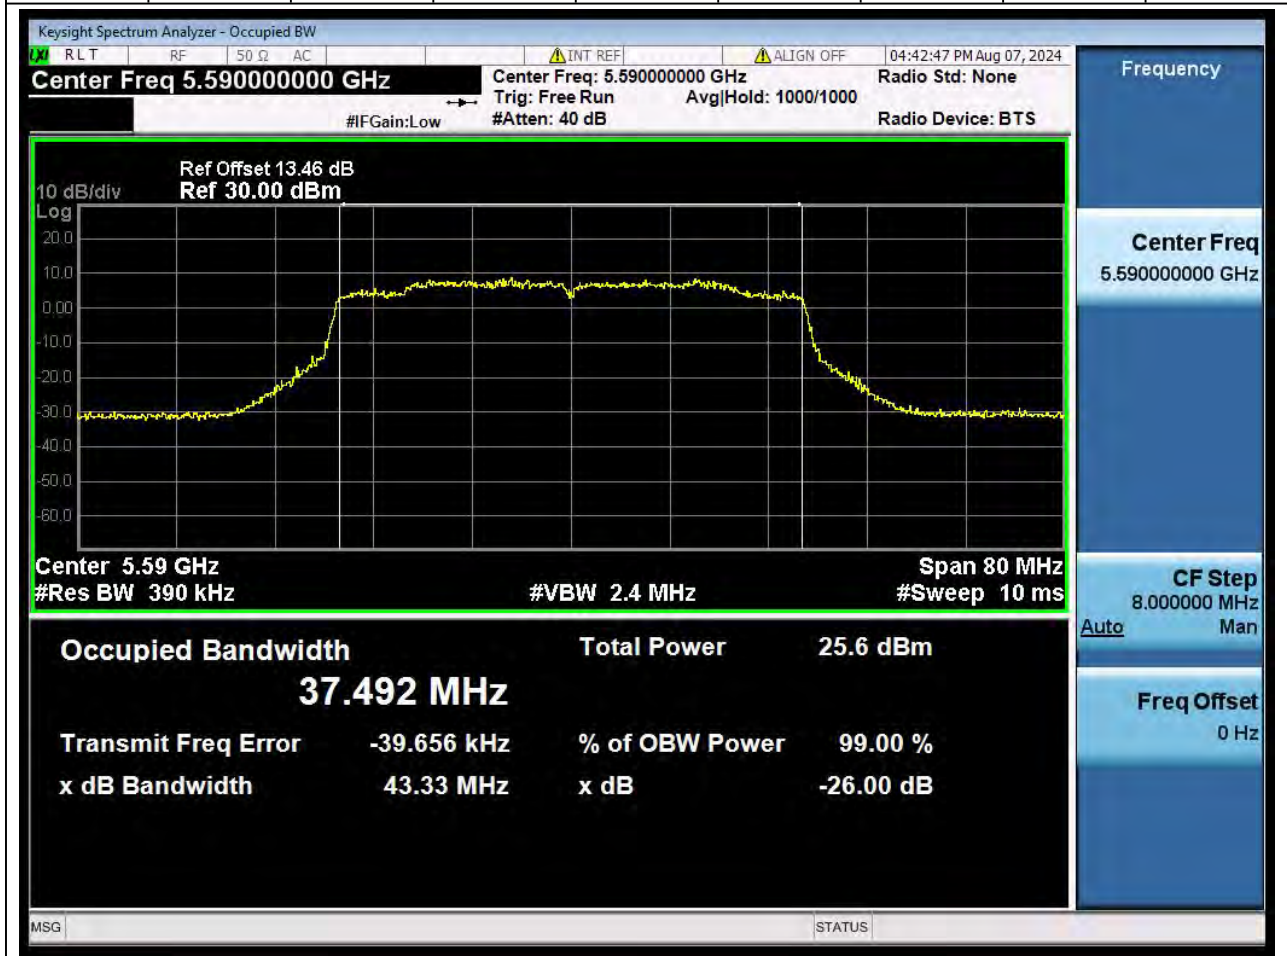 Keysight Spectrum Analyzer - Occupied BW
LXI RLT RF 50 Ω AC INT REF ALIGN OFF 04:42:47 PM Aug 07, 2024
Center Freq 5.590000000 GHz
Center Freq: 5.590000000 GHz Radio Std: None
Trig: Free Run Avg|Hold: 1000/1000
#IFGain:Low #Atten: 40 dB Radio Device: BTS
Ref Offset 13.46 dB
10 dB/div Ref 30.00 dBm
Log
20.0
10.0
0.00
-10.0
-20.0
-30.0
-40.0
-50.0
-60.0
Center 5.59 GHz Span 80 MHz
#Res BW 390 kHz #VBW 2.4 MHz #Sweep 10 ms
Occupied Bandwidth Total Power 25.6 dBm
37.492 MHz
Transmit Freq Error -39.656 kHz % of OBW Power 99.00 %
x dB Bandwidth 43.33 MHz x dB -26.00 dB
Frequency
Center Freq
5.590000000 GHz
CF Step
8.000000 MHz
Auto Man
Freq Offset
0 Hz
MSG STATUS